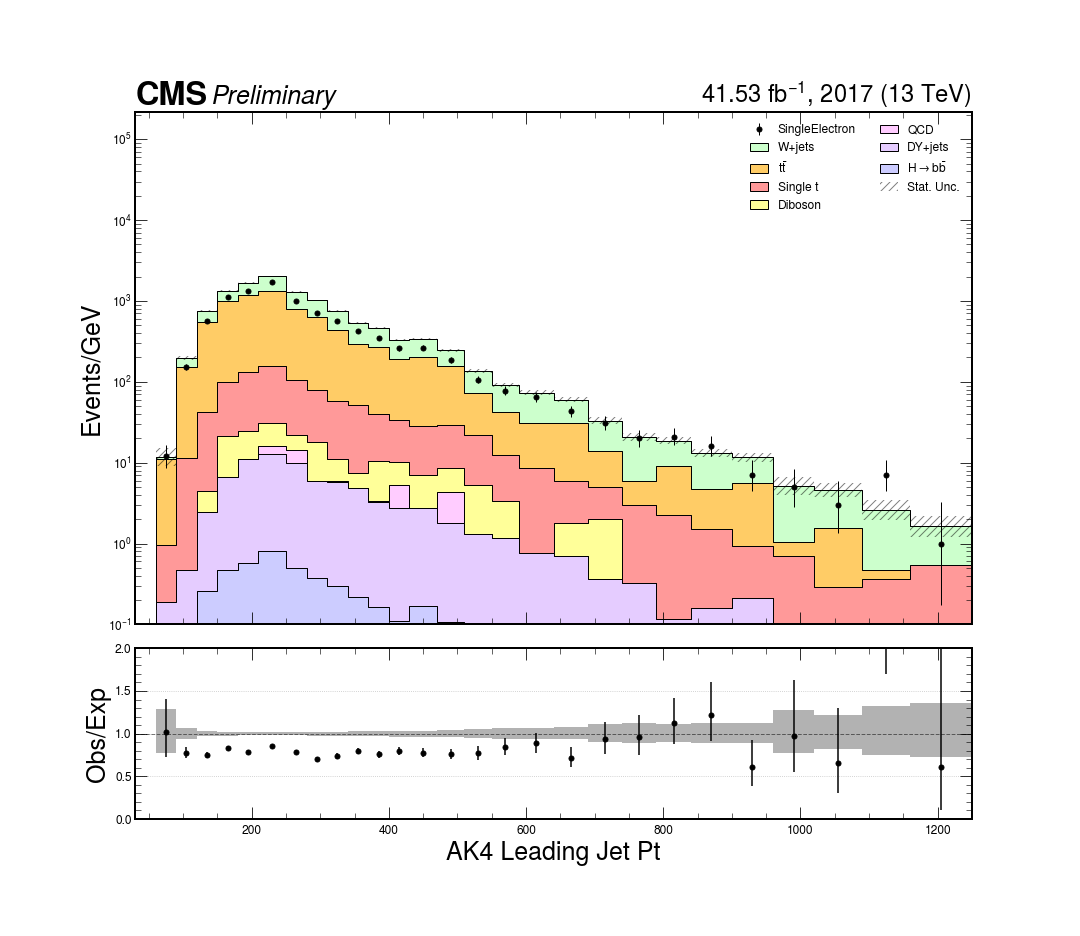 CMS Preliminary
41.53 fb⁻¹, 2017 (13 TeV)
SingleElectron
W+jets
tt̄
Single t
Diboson
QCD
DY+jets
H→bb̄
Stat. Unc.
Events/GeV
10⁵
10⁴
10³
10²
10¹
10⁰
10⁻¹
Obs/Exp
2.0
1.5
1.0
0.5
0.0
200 400 600 800 1000 1200
AK4 Leading Jet Pt